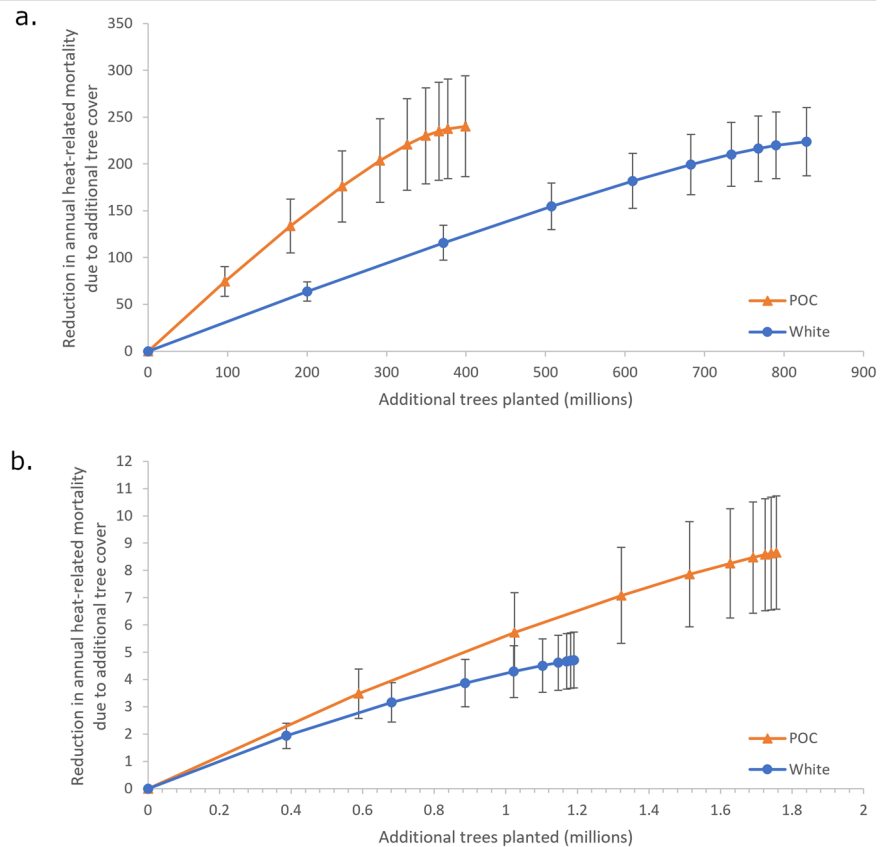 a.
Reduction in annual heat-related mortality
due to additional tree cover
350
300
250
200
150
100
50
0
0 100 200 300 400 500 600 700 800 900
Additional trees planted (millions)
POC
White
b.
Reduction in annual heat-related mortality
due to additional tree cover
12
11
10
9
8
7
6
5
4
3
2
1
0
0 0.2 0.4 0.6 0.8 1 1.2 1.4 1.6 1.8 2
Additional trees planted (millions)
POC
White